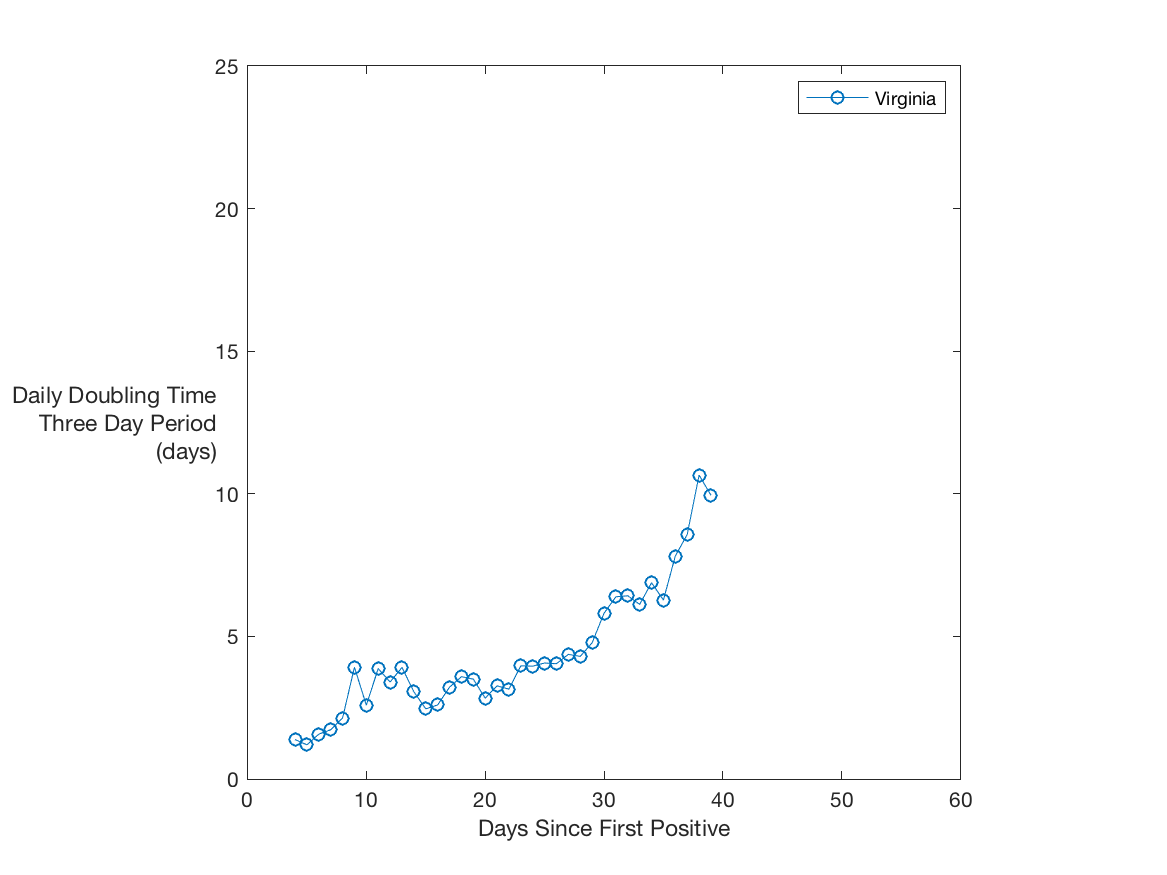 25
Virginia
20
15
Daily Doubling Time
Three Day Period
(days)
10
5
0
0 10 20 30 40 50 60
Days Since First Positive